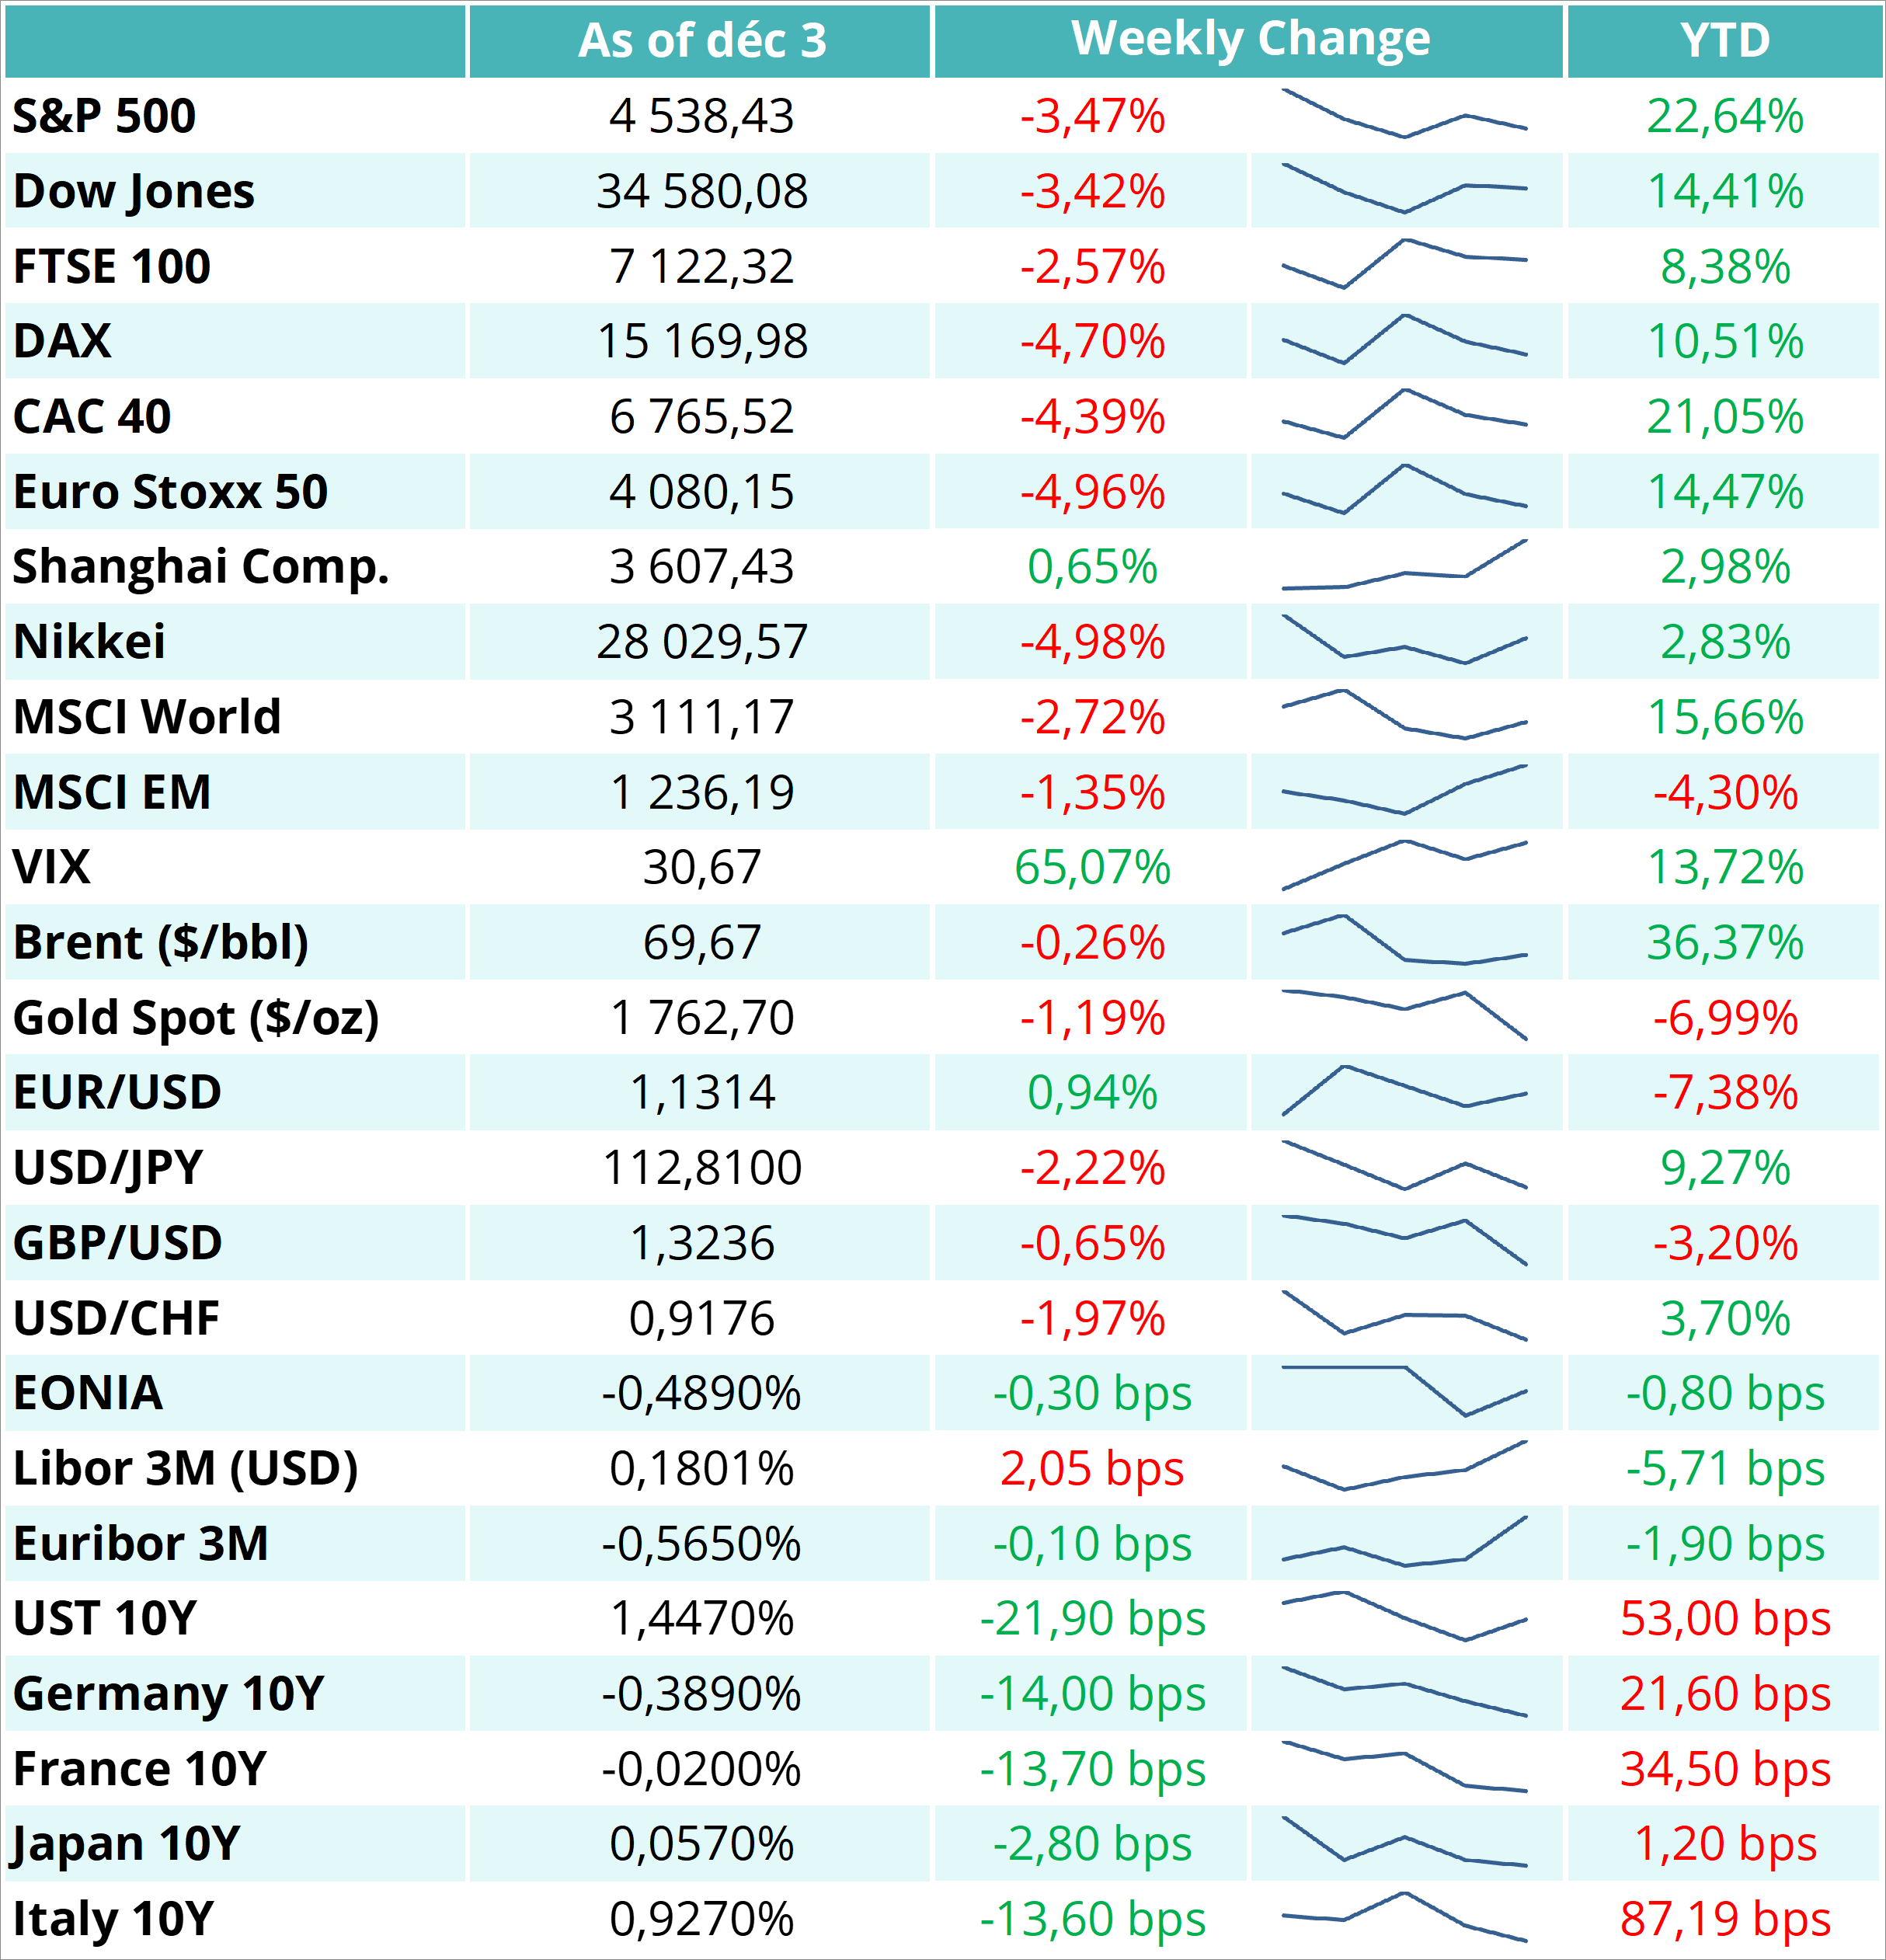 As of déc 3 Weekly Change YTD
S&P 500 4 538,43 -3,47% 22,64%
Dow Jones 34 580,08 -3,42% 14,41%
FTSE 100 7 122,32 -2,57% 8,38%
DAX 15 169,98 -4,70% 10,51%
CAC 40 6 765,52 -4,39% 21,05%
Euro Stoxx 50 4 080,15 -4,96% 14,47%
Shanghai Comp. 3 607,43 0,65% 2,98%
Nikkei 28 029,57 -4,98% 2,83%
MSCI World 3 111,17 -2,72% 15,66%
MSCI EM 1 236,19 -1,35% -4,30%
VIX 30,67 65,07% 13,72%
Brent ($/bbl) 69,67 -0,26% 36,37%
Gold Spot ($/oz) 1 762,70 -1,19% -6,99%
EUR/USD 1,1314 0,94% -7,38%
USD/JPY 112,8100 -2,22% 9,27%
GBP/USD 1,3236 -0,65% -3,20%
USD/CHF 0,9176 -1,97% 3,70%
EONIA -0,4890% -0,30 bps -0,80 bps
Libor 3M (USD) 0,1801% 2,05 bps -5,71 bps
Euribor 3M -0,5650% -0,10 bps -1,90 bps
UST 10Y 1,4470% -21,90 bps 53,00 bps
Germany 10Y -0,3890% -14,00 bps 21,60 bps
France 10Y -0,0200% -13,70 bps 34,50 bps
Japan 10Y 0,0570% -2,80 bps 1,20 bps
Italy 10Y 0,9270% -13,60 bps 87,19 bps